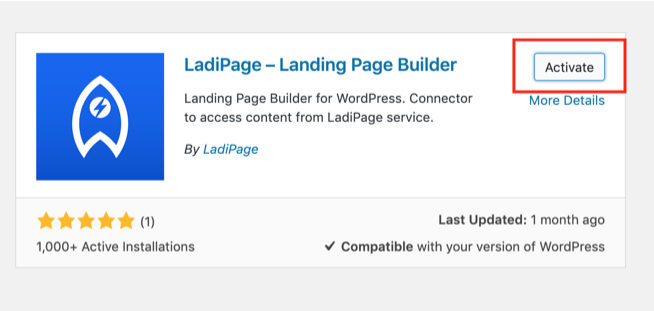 LadiPage – Landing Page Builder
Activate
Landing Page Builder for WordPress. Connector
to access content from LadiPage service.
More Details
By LadiPage
(1)
Last Updated: 1 month ago
1,000+ Active Installations
✔ Compatible with your version of WordPress